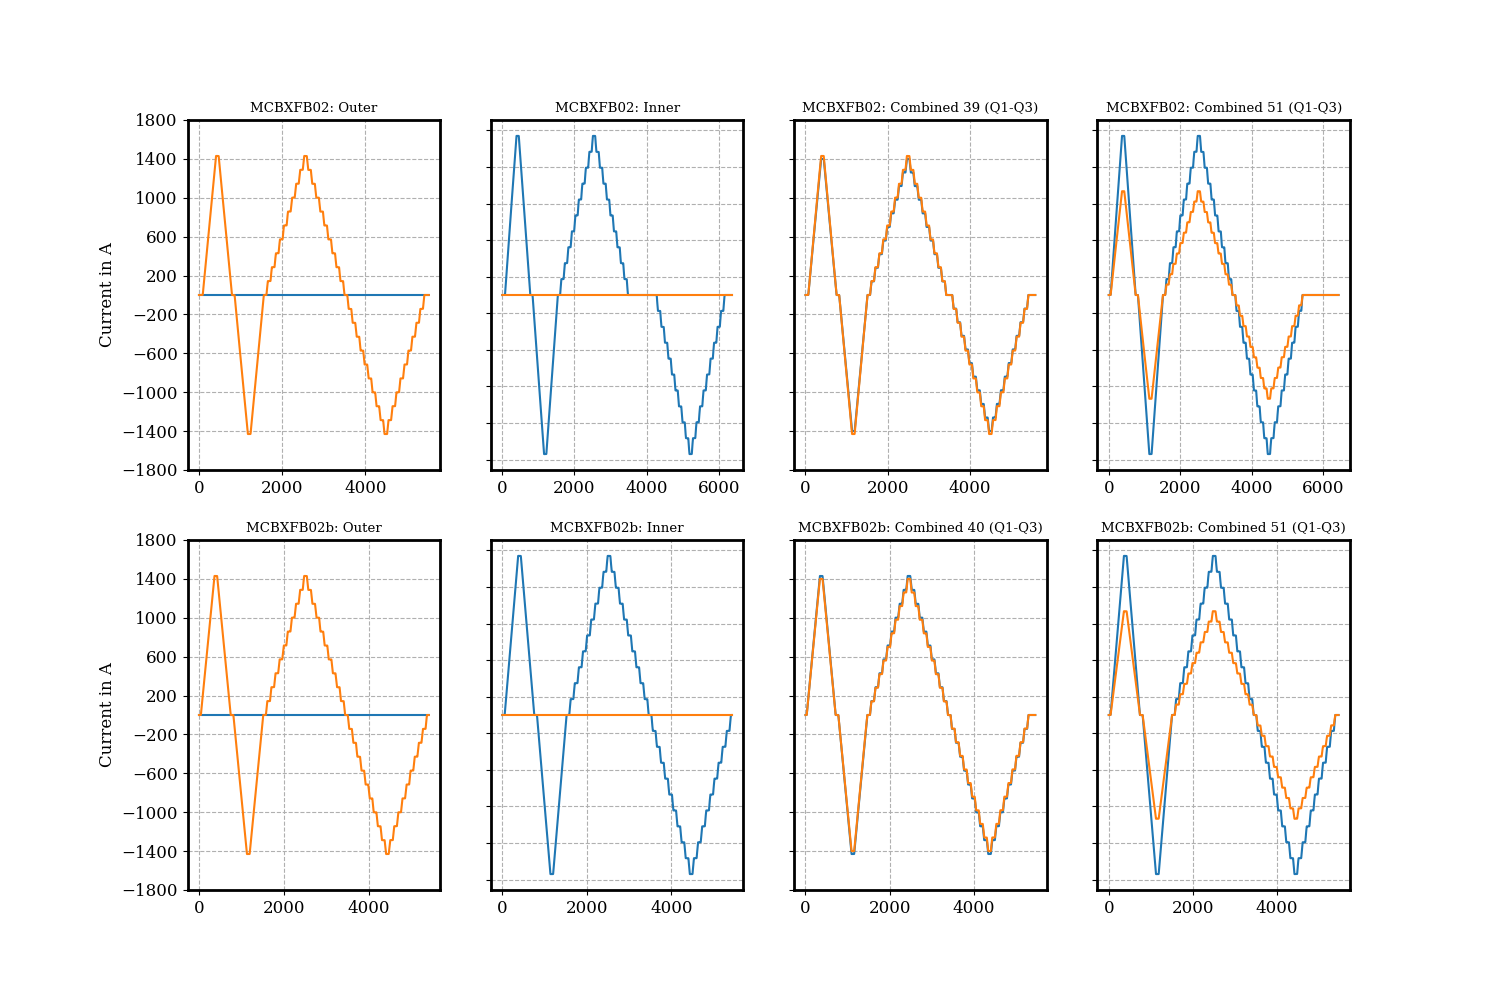 MCBXFB02: Outer
MCBXFB02: Inner
MCBXFB02: Combined 39 (Q1-Q3)
MCBXFB02: Combined 51 (Q1-Q3)
1800
1400
1000
600
200
−200
−600
−1000
−1400
−1800
Current in A
0 2000 4000
0 2000 4000 6000
0 2000 4000
0 2000 4000 6000
MCBXFB02b: Outer
MCBXFB02b: Inner
MCBXFB02b: Combined 40 (Q1-Q3)
MCBXFB02b: Combined 51 (Q1-Q3)
1800
1400
1000
600
200
−200
−600
−1000
−1400
−1800
Current in A
0 2000 4000
0 2000 4000
0 2000 4000
0 2000 4000